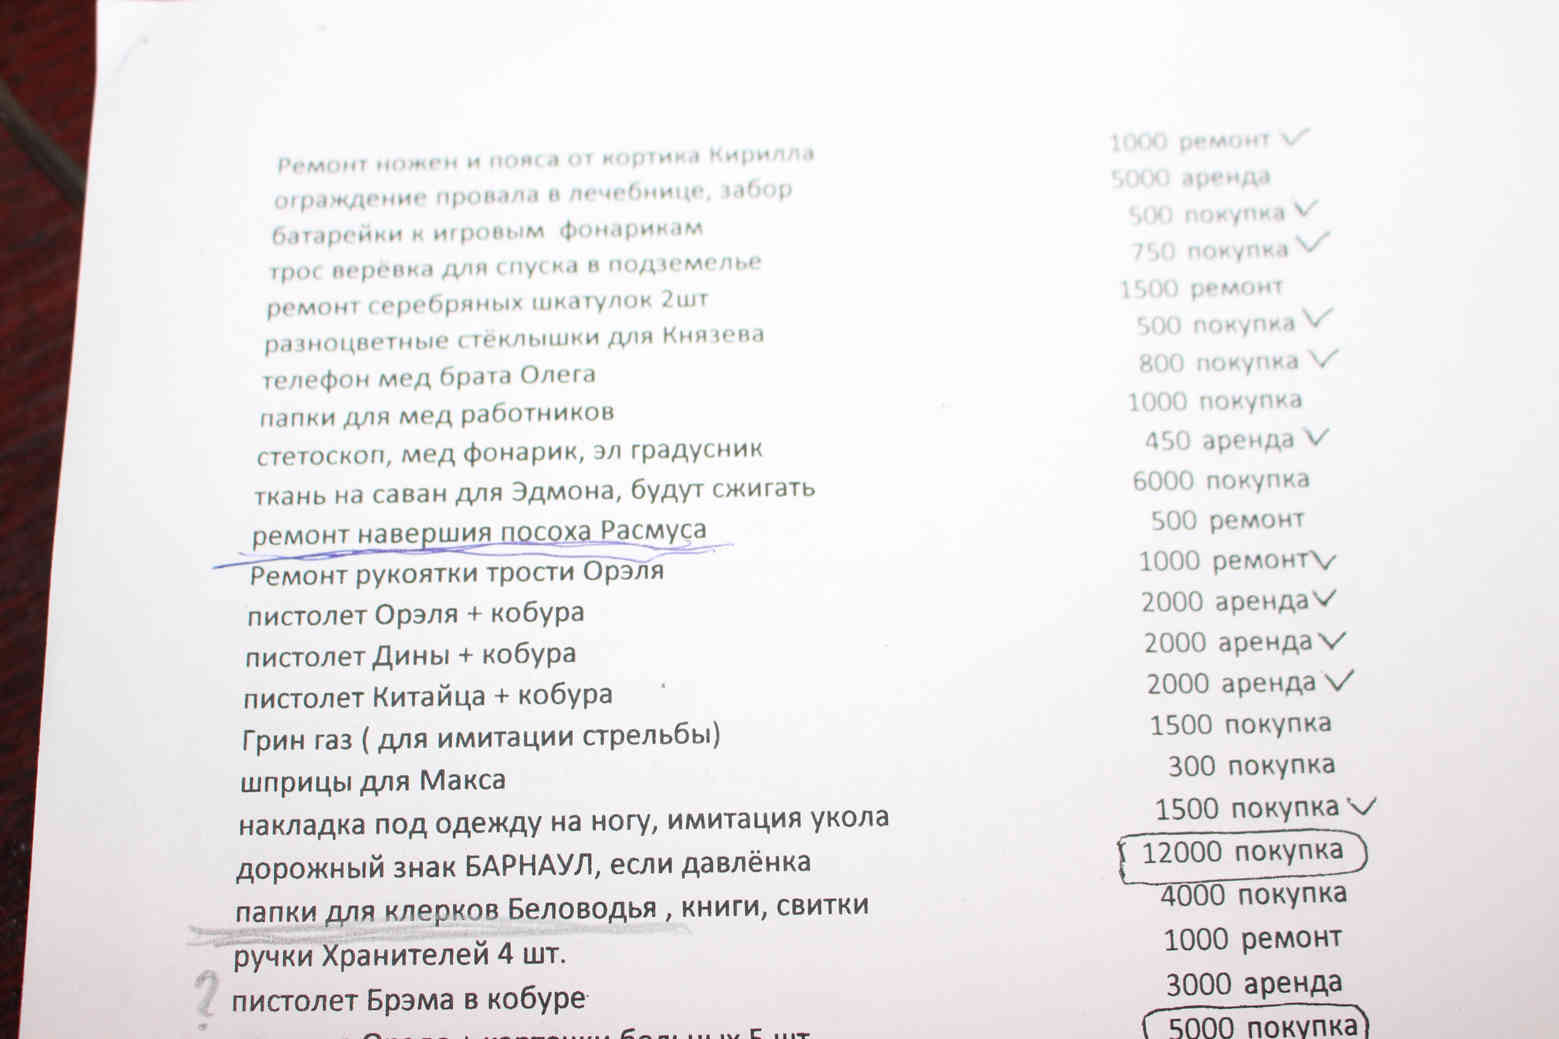 Ремонт ножен и пояса от кортика Кирилла 1000 ремонт
ограждение провала в лечебнице, забор 5000 аренда
батарейки к игровым фонарикам 500 покупка
трос верёвка для спуска в подземелье 750 покупка
ремонт серебряных шкатулок 2шт 1500 ремонт
разноцветные стёклышки для Князева 500 покупка
телефон мед брата Олега 800 покупка
папки для мед работников 1000 покупка
стетоскоп, мед фонарик, эл градусник 450 аренда
ткань на саван для Эдмона, будут сжигать 6000 покупка
ремонт навершия посоха Расмуса 500 ремонт
Ремонт рукоятки трости Орэля 1000 ремонт
пистолет Орэля + кобура 2000 аренда
пистолет Дины + кобура 2000 аренда
пистолет Китайца + кобура 2000 аренда
Грин газ ( для имитации стрельбы) 1500 покупка
шприцы для Макса 300 покупка
накладка под одежду на ногу, имитация укола 1500 покупка
дорожный знак БАРНАУЛ, если давлёнка 12000 покупка
папки для клерков Беловодья , книги, свитки 4000 покупка
ручки Хранителей 4 шт. 1000 ремонт
? пистолет Брэма в кобуре 3000 аренда
+ карточки больных 5 шт 5000 покупка